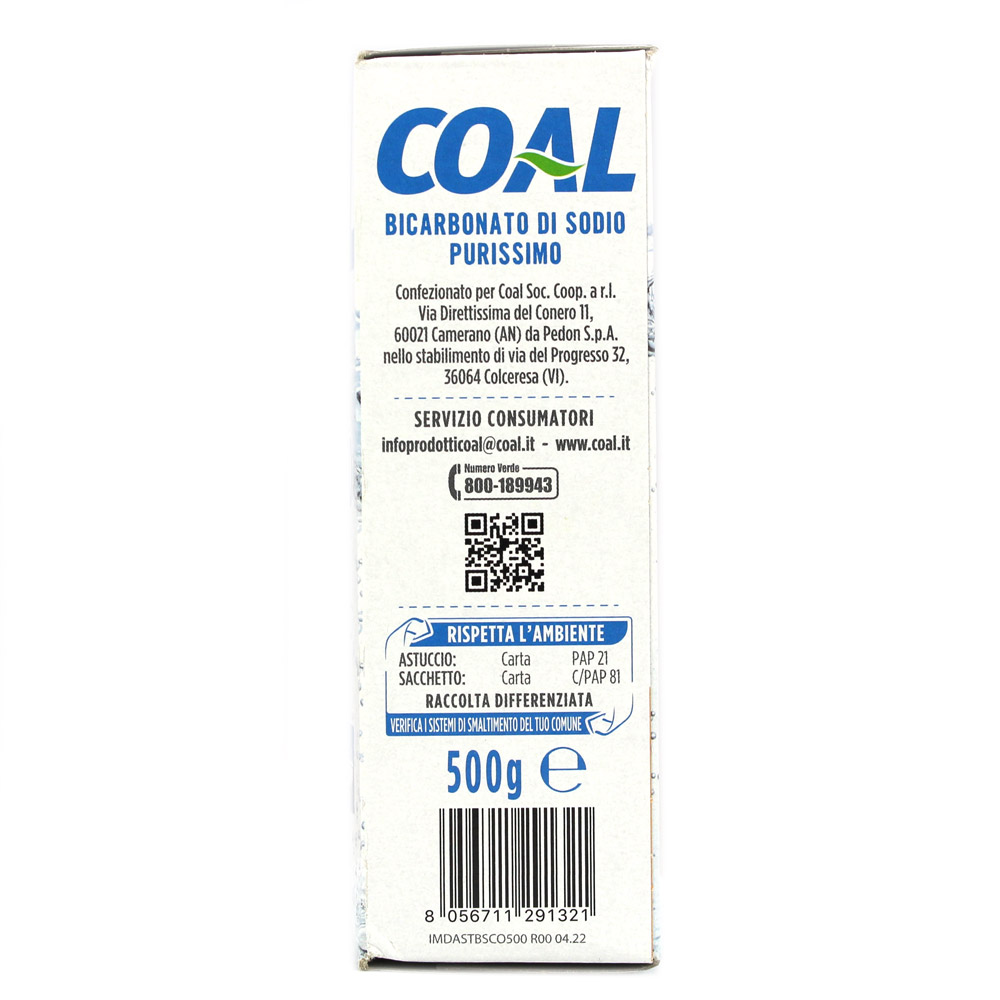 COAL
BICARBONATO DI SODIO
PURISSIMO
Confezionato per Coal Soc. Coop. a r.l.
Via Direttissima del Conero 11,
60021 Camerano (AN) da Pedon S.p.A.
nello stabilimento di via del Progresso 32,
36064 Colceresa (VI).
SERVIZIO CONSUMATORI
infoprodotticoal@coal.it - www.coal.it
Numero Verde
800-189943
RISPETTA L'AMBIENTE
ASTUCCIO: Carta PAP 21
SACCHETTO: Carta C/PAP 81
RACCOLTA DIFFERENZIATA
VERIFICA I SISTEMI DI SMALTIMENTO DEL TUO COMUNE
500g ℮
8 056711 291321
IMDASTBSCO500 R00 04.22